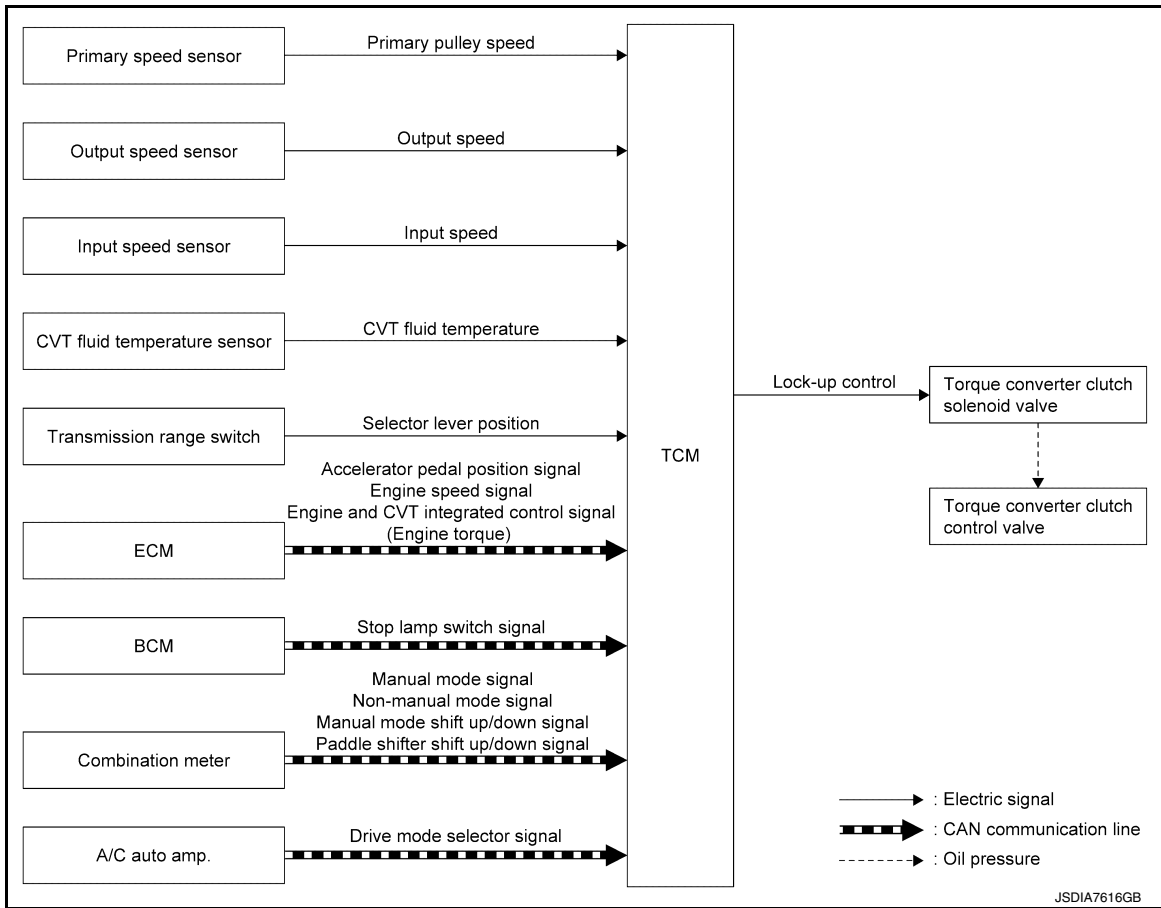 Primary speed sensor
Primary pulley speed
Output speed sensor
Output speed
Input speed sensor
Input speed
CVT fluid temperature sensor
CVT fluid temperature
Transmission range switch
Selector lever position
ECM
Accelerator pedal position signal
Engine speed signal
Engine and CVT integrated control signal
(Engine torque)
BCM
Stop lamp switch signal
Combination meter
Manual mode signal
Non-manual mode signal
Manual mode shift up/down signal
Paddle shifter shift up/down signal
A/C auto amp.
Drive mode selector signal
TCM
Lock-up control
Torque converter clutch
solenoid valve
Torque converter clutch
control valve
: Electric signal
: CAN communication line
: Oil pressure
JSDIA7616GB